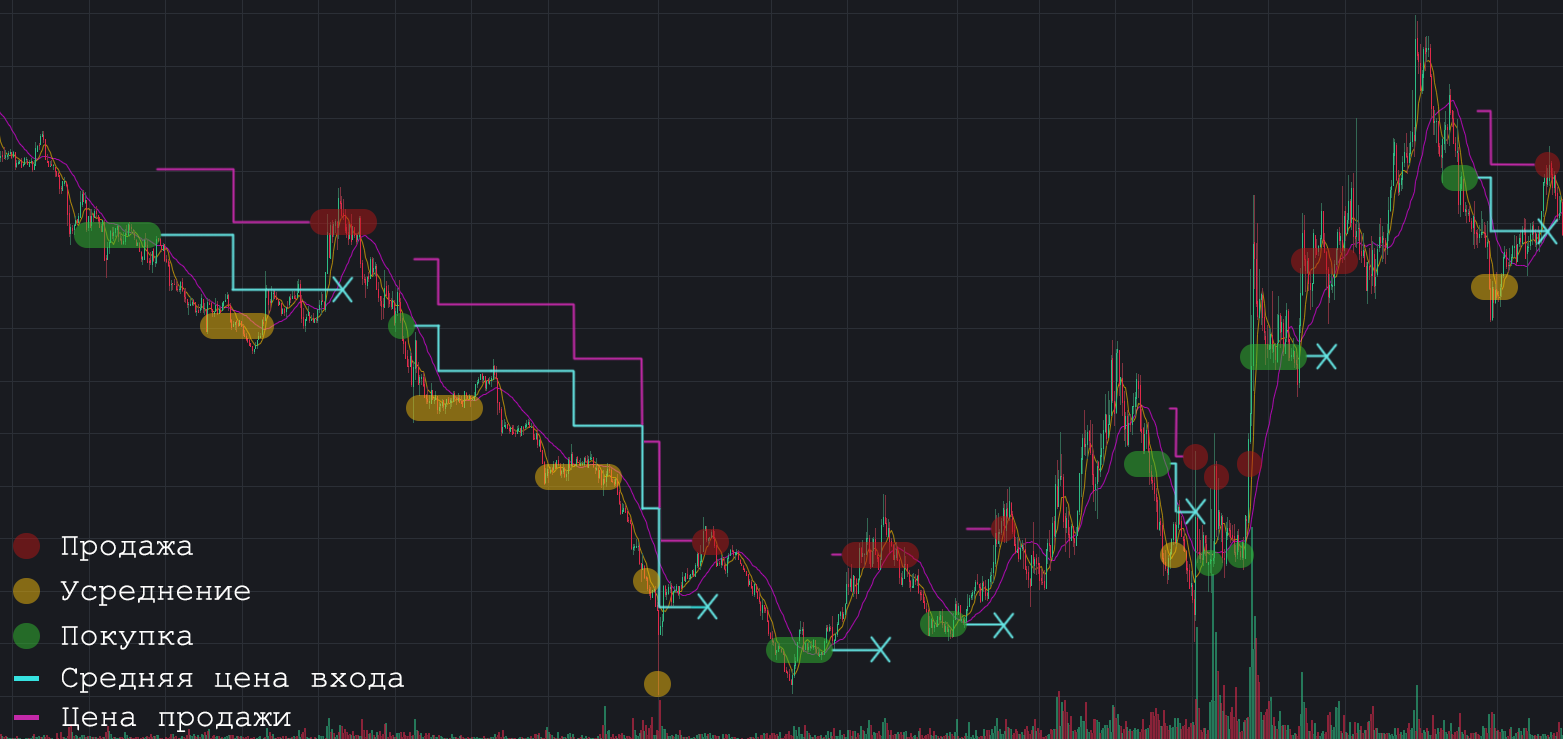 Продажа
Усреднение
Покупка
Средняя цена входа
Цена продажи